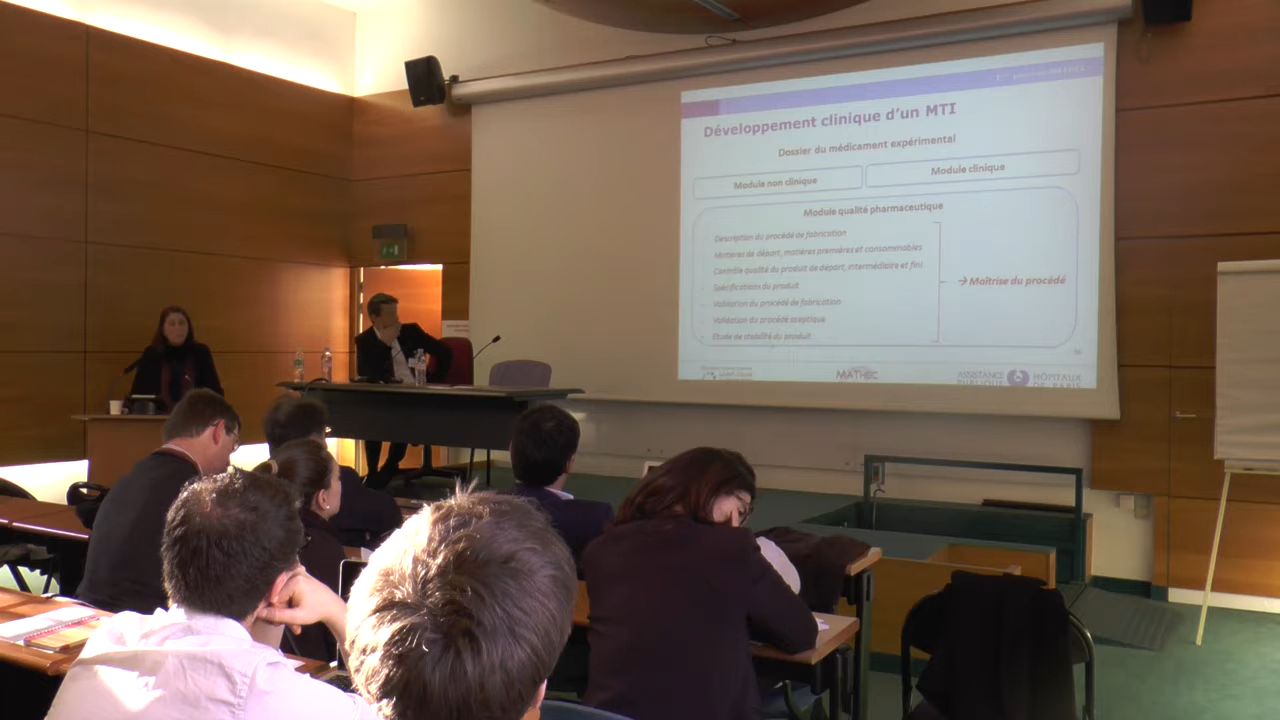 Développement clinique d'un MTI
Dossier du médicament expérimental
Module non clinique
Module clinique
Module qualité pharmaceutique
Description du procédé de fabrication
Matières de départ, matières premières et consommables
Contrôle qualité du produit de départ, intermédiaire et fini
Spécifications du produit
Validation du procédé de fabrication
Validation du procédé aseptique
Etude de stabilité du produit
→ Maîtrise du procédé
ASSISTANCE
PUBLIQUE
HÔPITAUX
DE PARIS